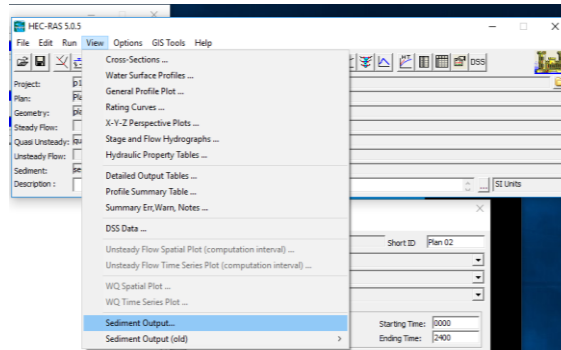 HEC-RAS 5.0.5
File Edit Run View Options GIS Tools Help
DSS
Project:
Plan:
Geometry:
Steady Flow:
Quasi Unsteady:
Unsteady Flow:
Sediment:
Description :
... SI Units
Cross-Sections ...
Water Surface Profiles ...
General Profile Plot ...
Rating Curves ...
X-Y-Z Perspective Plots ...
Stage and Flow Hydrographs ...
Hydraulic Property Tables ...
Detailed Output Tables ...
Profile Summary Table ...
Summary Err,Warn, Notes ...
DSS Data ...
Unsteady Flow Spatial Plot (computation interval) ...
Unsteady Flow Time Series Plot (computation interval) ...
WQ Spatial Plot ...
WQ Time Series Plot ...
Sediment Output...
Sediment Output (old)
Short ID Plan 02
Starting Time: 0000
Ending Time: 2400